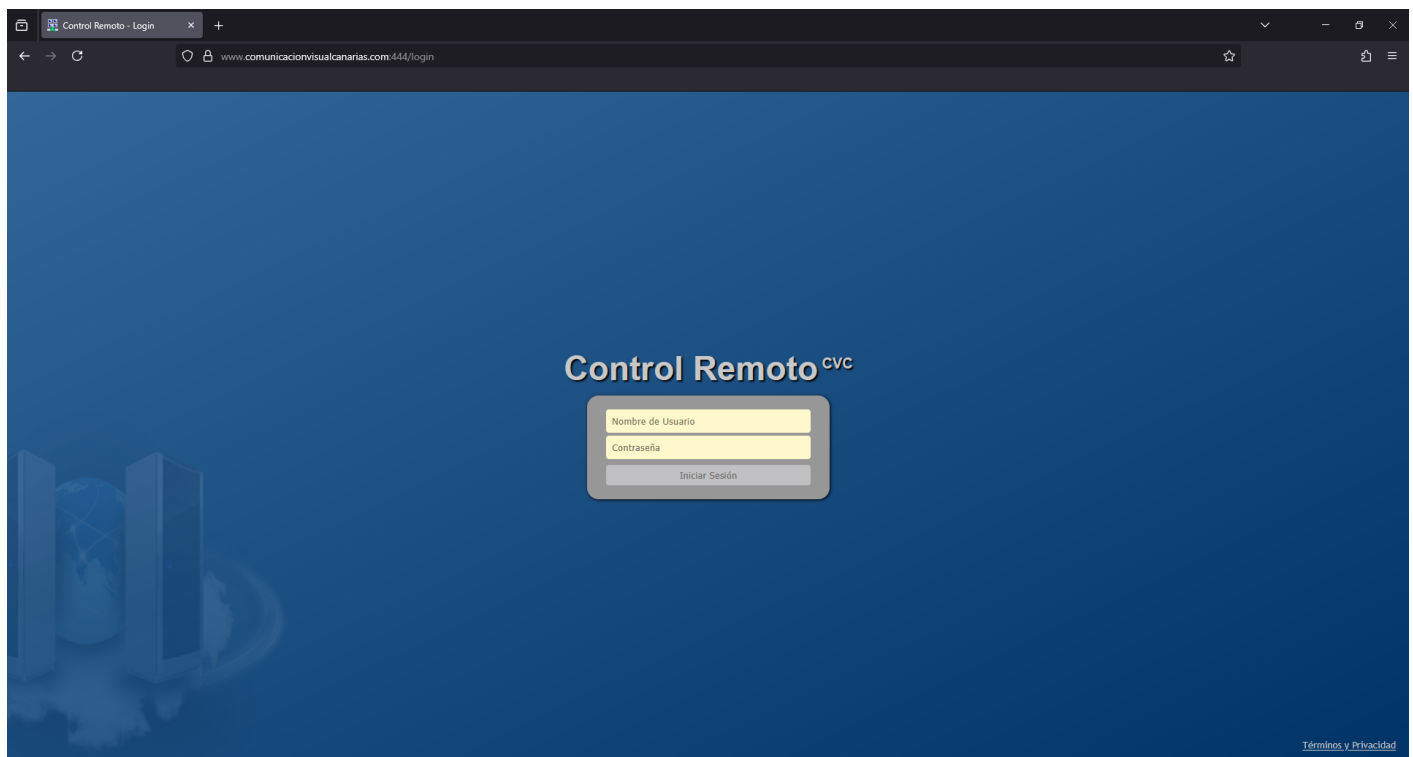 Control Remoto - Login
www.comunicacionvisualcanarias.com:444/login
Control Remoto CVC
Nombre de Usuario
Contraseña
Iniciar Sesión
Términos y Privacidad